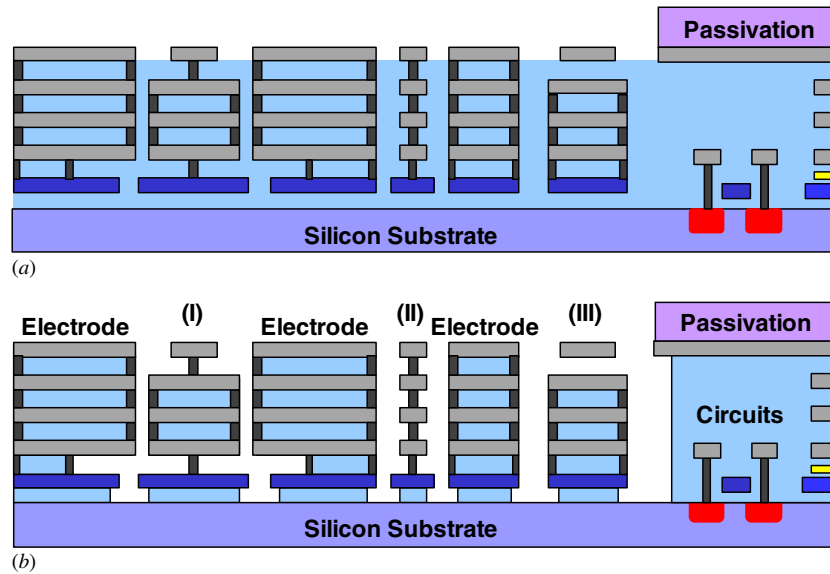 Passivation
Silicon Substrate
(a)
Electrode (I) Electrode (II) Electrode (III) Passivation
Circuits
Silicon Substrate
(b)